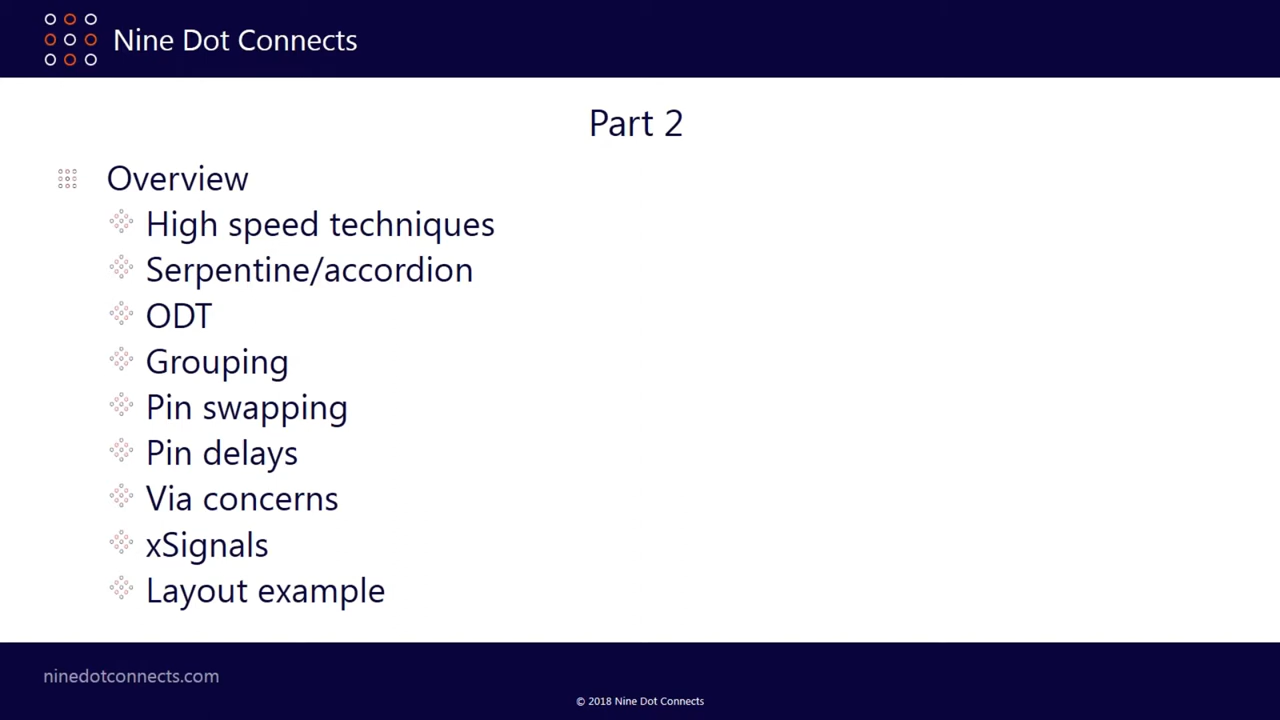 Nine Dot Connects
Part 2
Overview
High speed techniques
Serpentine/accordion
ODT
Grouping
Pin swapping
Pin delays
Via concerns
xSignals
Layout example
ninedotconnects.com
© 2018 Nine Dot Connects